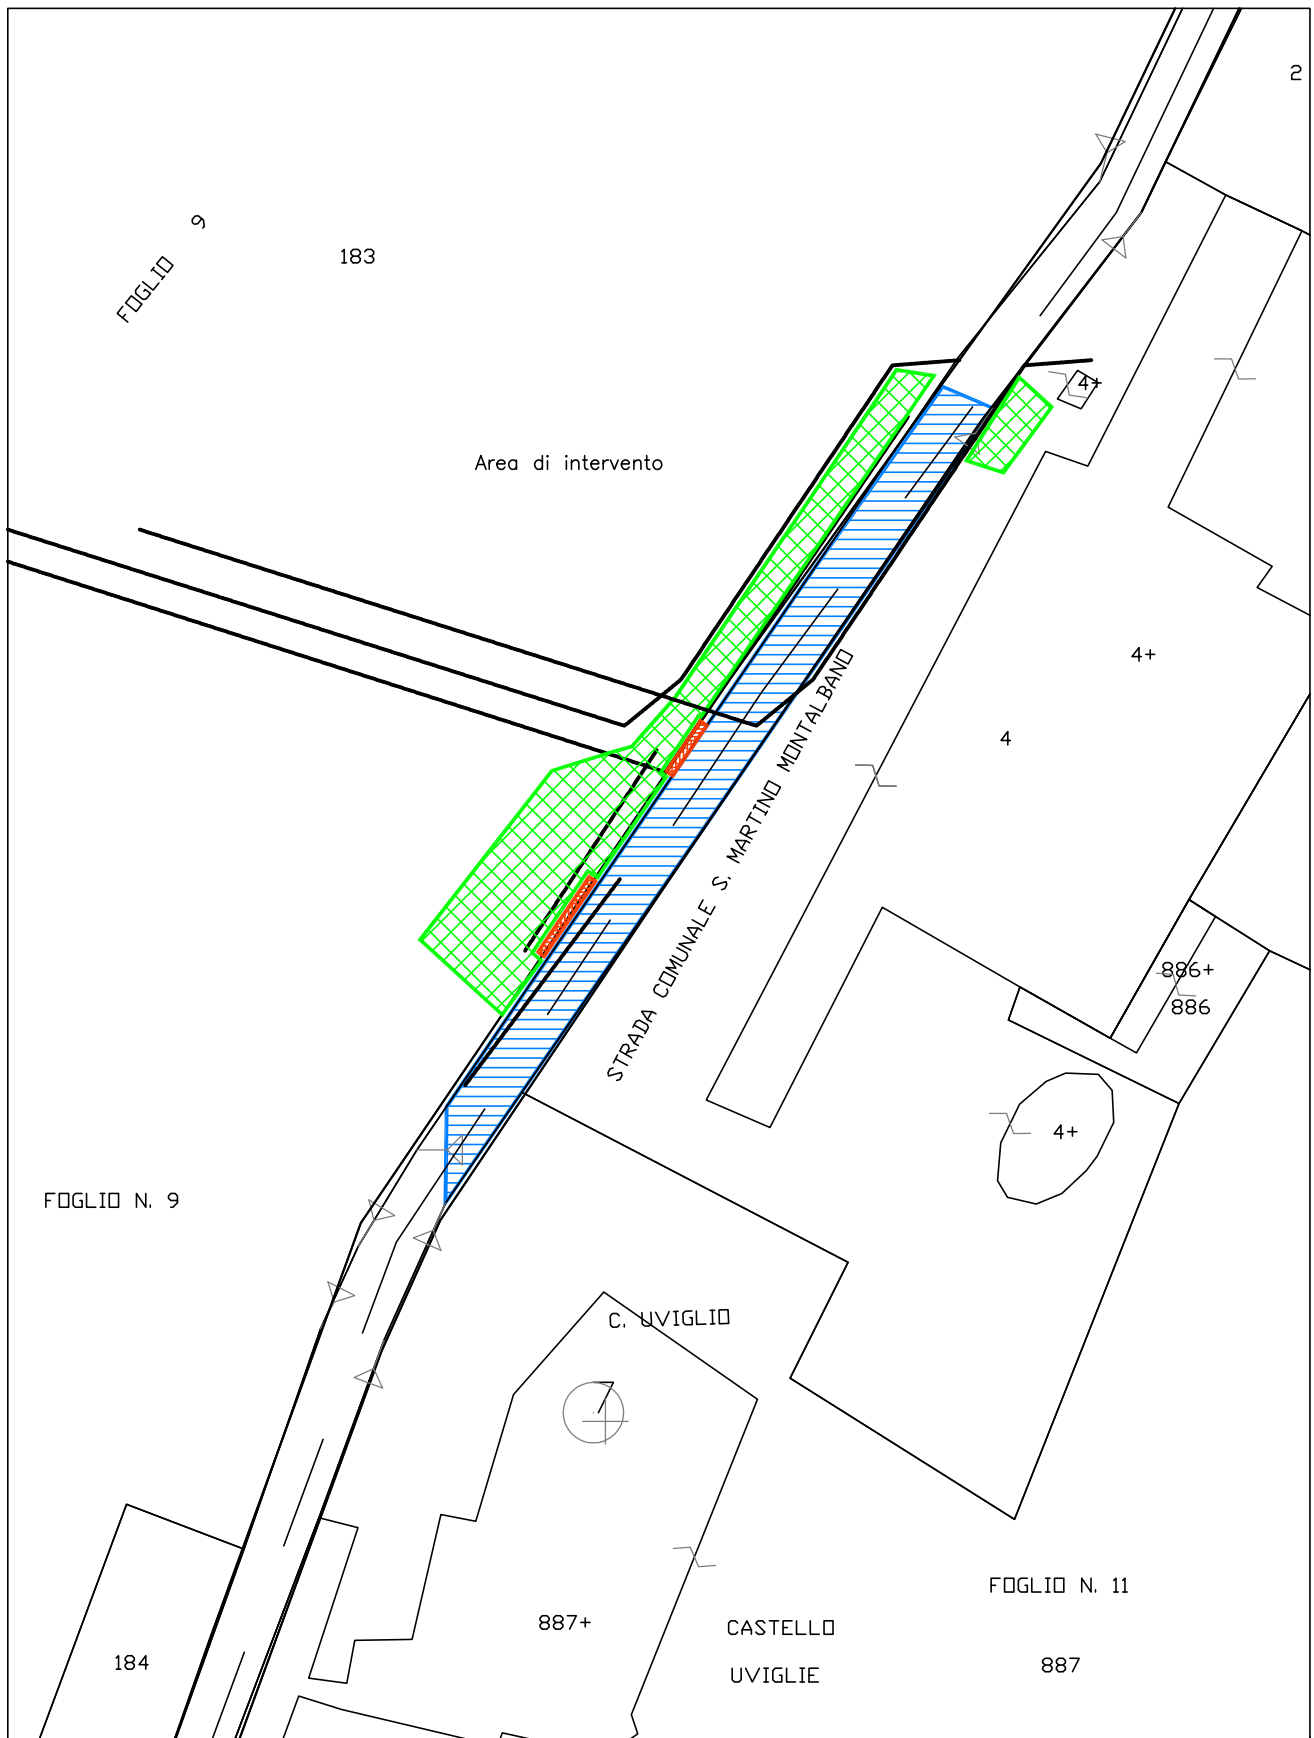 2
FOGLIO 9
183
4+
Area di intervento
4+
4
STRADA COMUNALE S. MARTINO MONTALBANO
886+
886
4+
FOGLIO N. 9
C. UVIGLIO
7
FOGLIO N. 11
887+
CASTELLO
UVIGLIE
184
887